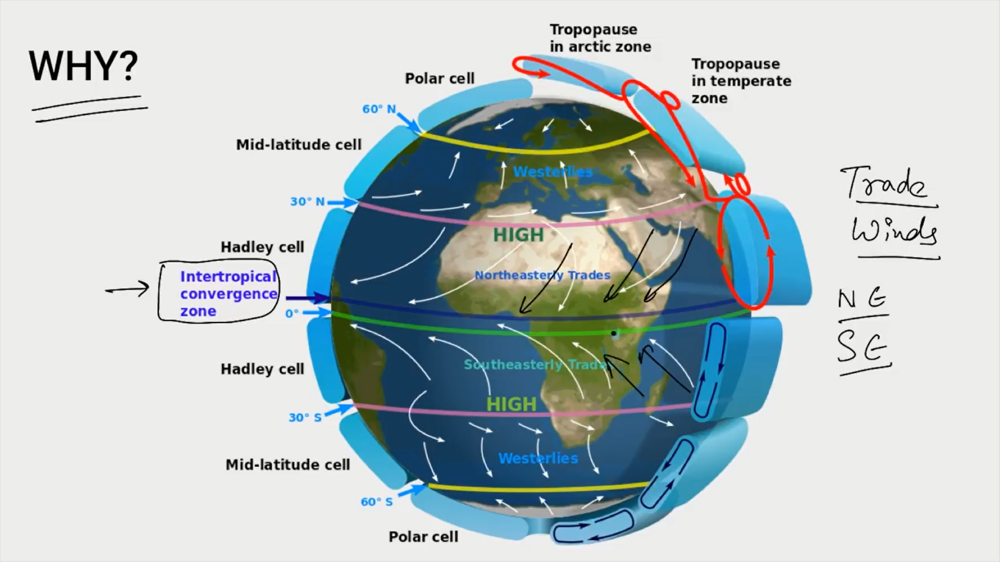 WHY?
Tropopause
in arctic zone
Tropopause
in temperate
zone
Polar cell
60° N
Mid-latitude cell
Westerlies
30° N
HIGH
Hadley cell
Northeasterly Trades
Intertropical
convergence
zone
0°
Trade
Winds
NE
SE
Hadley cell
Southeasterly Trades
HIGH
30° S
Mid-latitude cell
Westerlies
60° S
Polar cell